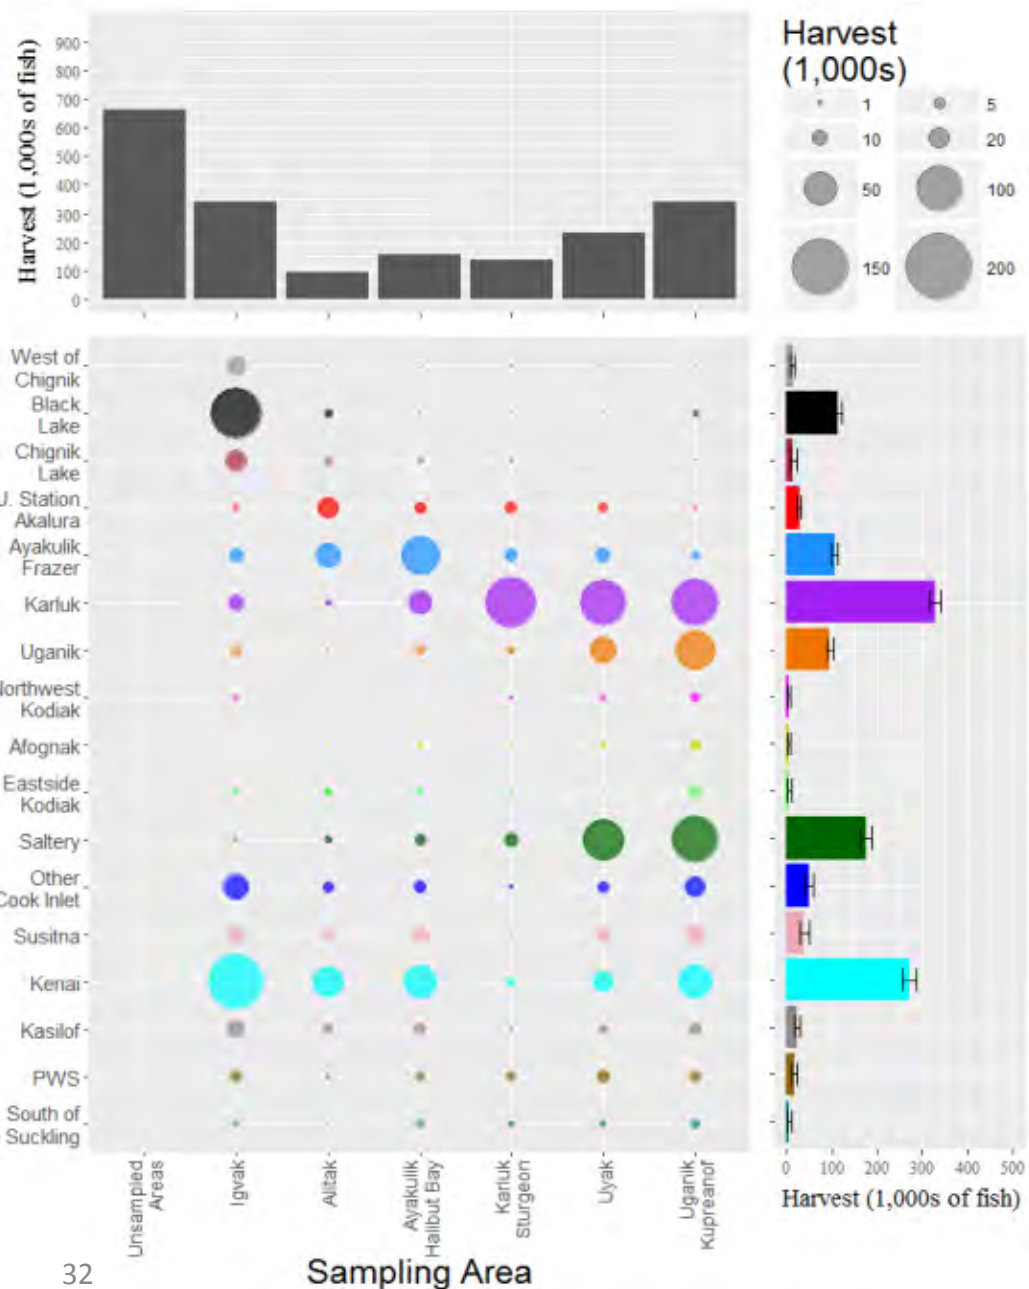 Harvest (1,000s of fish)
900
800
700
600
500
400
300
200
100
0
Harvest
(1,000s)
1
5
10
20
50
100
150
200
West of
Chignik
Black
Lake
Chignik
Lake
J. Station
Akalura
Ayakulik
Frazer
Karluk
Uganik
Northwest
Kodiak
Afognak
Eastside
Kodiak
Saltery
Other
Cook Inlet
Susitna
Kenai
Kasilof
PWS
South of
Suckling
Unsampled
Areas
Igvak
Alitak
Ayakulik
Halibut Bay
Karluk
Sturgeon
Uyak
Uganik
Kupreanof
0
100
200
300
400
500
Harvest (1,000s of fish)
32
Sampling Area